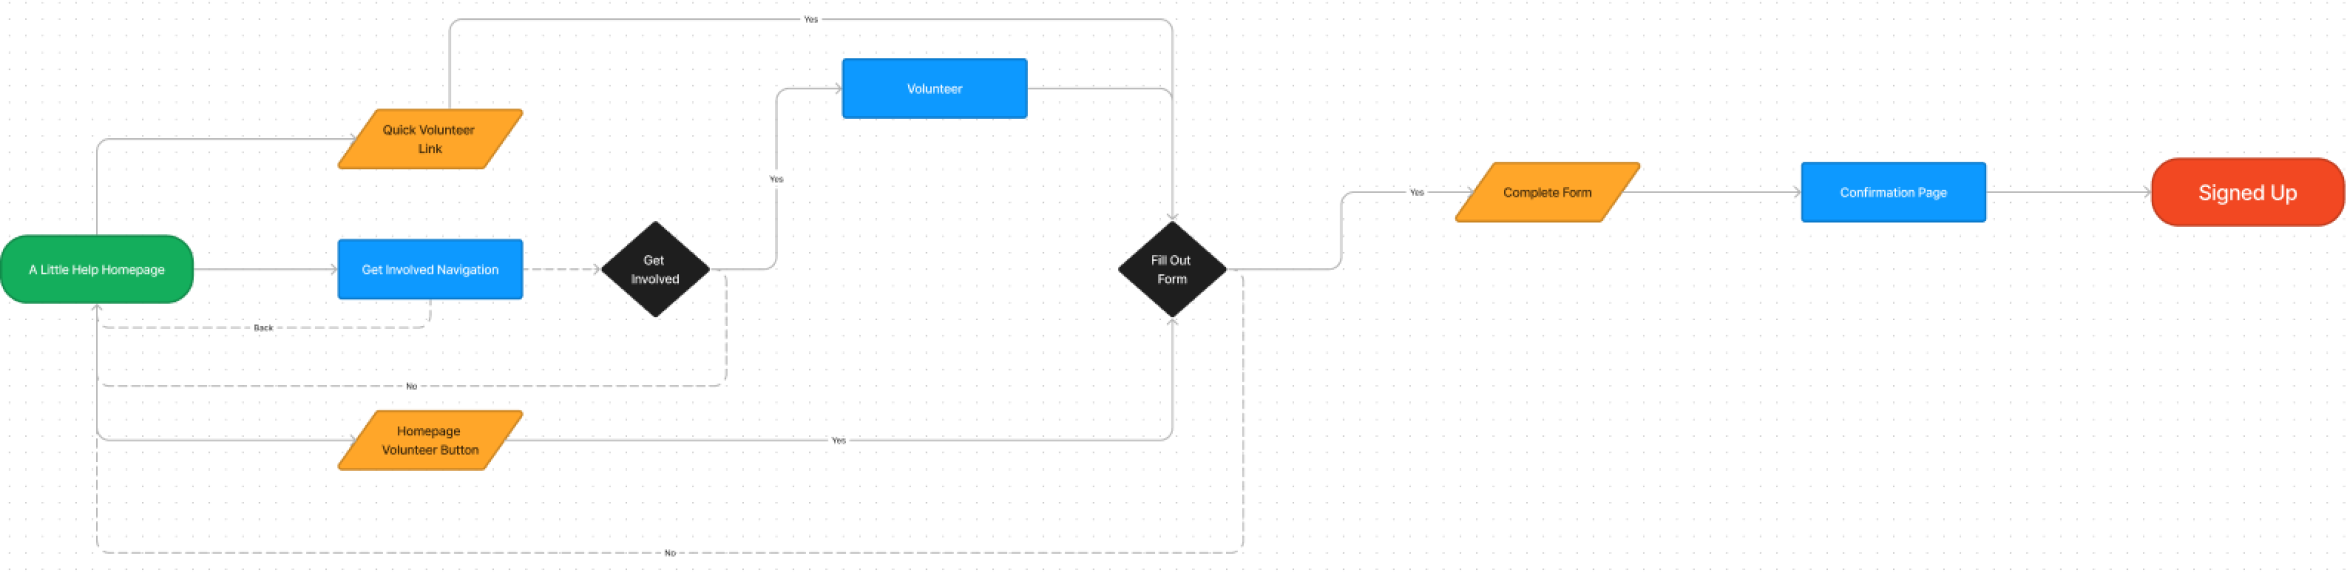 Yes
Volunteer
Quick Volunteer
Link
Yes
Yes
Complete Form
Confirmation Page
Signed Up
A Little Help Homepage
Get Involved Navigation
Get
Involved
Fill Out
Form
Back
No
Homepage
Volunteer Button
Yes
No